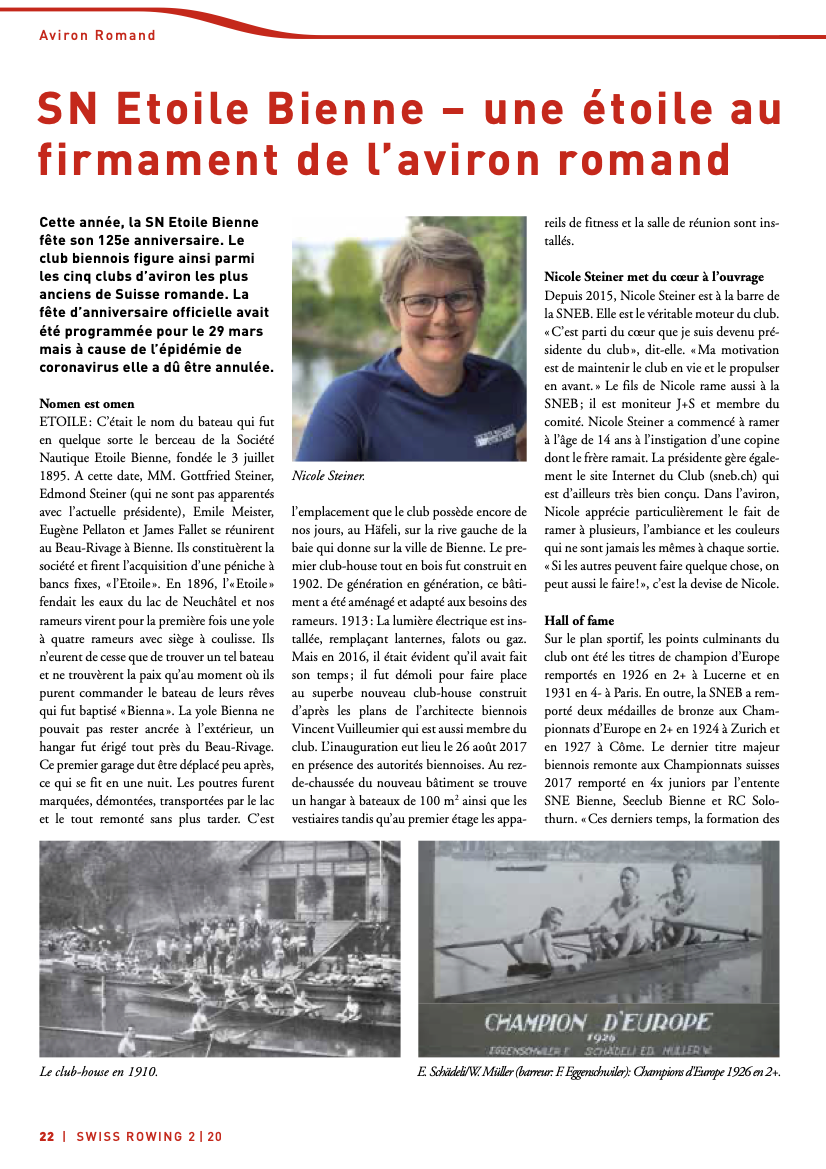 Aviron Romand
SN Etoile Bienne – une étoile au
firmament de l’aviron romand
Cette année, la SN Etoile Bienne
fête son 125e anniversaire. Le
club biennois figure ainsi parmi
les cinq clubs d’aviron les plus
anciens de Suisse romande. La
fête d’anniversaire officielle avait
été programmée pour le 29 mars
mais à cause de l’épidémie de
coronavirus elle a dû être annulée.
Nomen est omen
ETOILE: C’était le nom du bateau qui fut
en quelque sorte le berceau de la Société
Nautique Etoile Bienne, fondée le 3 juillet
1895. A cette date, MM. Gottfried Steiner,
Edmond Steiner (qui ne sont pas apparentés
avec l’actuelle présidente), Emile Meister,
Eugène Pellaton et James Fallet se réunirent
au Beau-Rivage à Bienne. Ils constituèrent la
société et firent l’acquisition d’une péniche à
bancs fixes, «l’Etoile». En 1896, l’«Etoile»
fendait les eaux du lac de Neuchâtel et nos
rameurs virent pour la première fois une yole
à quatre rameurs avec siège à coulisse. Ils
n’eurent de cesse que de trouver un tel bateau
et ne trouvèrent la paix qu’au moment où ils
purent commander le bateau de leurs rêves
qui fut baptisé «Bienna». La yole Bienna ne
pouvait pas rester ancrée à l’extérieur, un
hangar fut érigé tout près du Beau-Rivage.
Ce premier garage dut être déplacé peu après,
ce qui se fit en une nuit. Les poutres furent
marquées, démontées, transportées par le lac
et le tout remonté sans plus tarder. C’est
Nicole Steiner.
l’emplacement que le club possède encore de
nos jours, au Häfeli, sur la rive gauche de la
baie qui donne sur la ville de Bienne. Le pre-
mier club-house tout en bois fut construit en
1902. De génération en génération, ce bâti-
ment a été aménagé et adapté aux besoins des
rameurs. 1913: La lumière électrique est ins-
tallée, remplaçant lanternes, falots ou gaz.
Mais en 2016, il était évident qu’il avait fait
son temps; il fut démoli pour faire place
au superbe nouveau club-house construit
d’après les plans de l’architecte biennois
Vincent Vuilleumier qui est aussi membre du
club. L’inauguration eut lieu le 26 août 2017
en présence des autorités biennoises. Au rez-
de-chaussée du nouveau bâtiment se trouve
un hangar à bateaux de 100 m² ainsi que les
vestiaires tandis qu’au premier étage les appa-
reils de fitness et la salle de réunion sont ins-
tallés.
Nicole Steiner met du cœur à l’ouvrage
Depuis 2015, Nicole Steiner est à la barre de
la SNEB. Elle est le véritable moteur du club.
«C’est parti du cœur que je suis devenu pré-
sidente du club», dit-elle. «Ma motivation
est de maintenir le club en vie et le propulser
en avant.» Le fils de Nicole rame aussi à la
SNEB; il est moniteur J+S et membre du
comité. Nicole Steiner a commencé à ramer
à l’âge de 14 ans à l’instigation d’une copine
dont le frère ramait. La présidente gère égale-
ment le site Internet du Club (sneb.ch) qui
est d’ailleurs très bien conçu. Dans l’aviron,
Nicole apprécie particulièrement le fait de
ramer à plusieurs, l’ambiance et les couleurs
qui ne sont jamais les mêmes à chaque sortie.
«Si les autres peuvent faire quelque chose, on
peut aussi le faire!», c’est la devise de Nicole.
Hall of fame
Sur le plan sportif, les points culminants du
club ont été les titres de champion d’Europe
remportés en 1926 en 2+ à Lucerne et en
1931 en 4- à Paris. En outre, la SNEB a rem-
porté deux médailles de bronze aux Cham-
pionnats d’Europe en 2+ en 1924 à Zurich et
en 1927 à Côme. Le dernier titre majeur
biennois remonte aux Championnats suisses
2017 remporté en 4x juniors par l’entente
SNE Bienne, Seeclub Bienne et RC Solo-
thurn. «Ces derniers temps, la formation des
CHAMPION D'EUROPE
1926
EGGENSCHWILER F. SCHÄDELI ED. MÜLLER W.
Le club-house en 1910.
E. Schädeli/W. Müller (barreur: F. Eggenschwiler): Champions d’Europe 1926 en 2+.
22 | SWISS ROWING 2 | 20